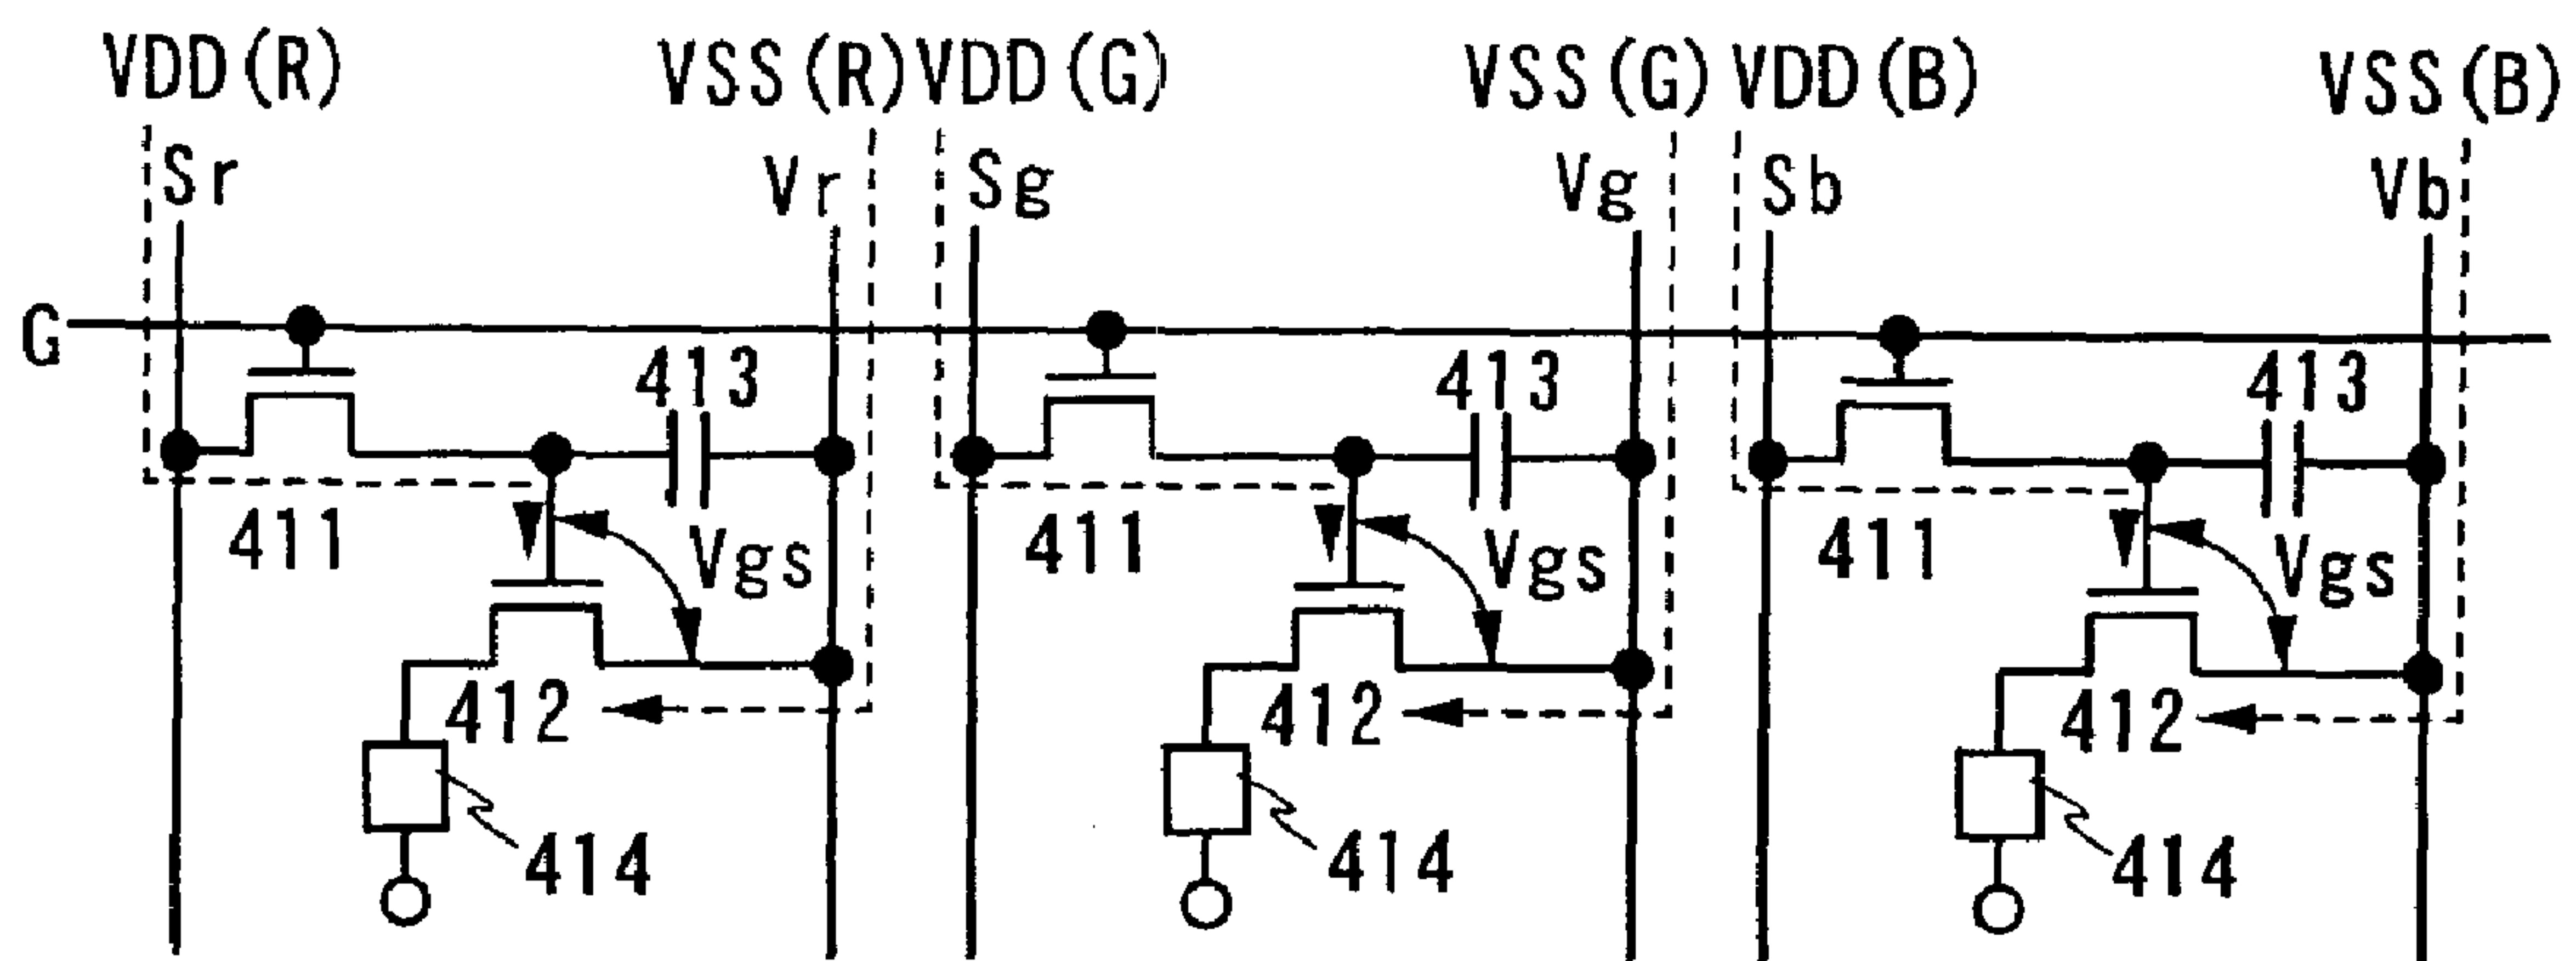 VDD(R) VSS(R) VDD(G) VSS(G) VDD(B) VSS(B)
Sr Vr Sg Vg Sb Vb
G
413 413 413
411 Vgs 411 Vgs 411 Vgs
412 412 412
414 414 414